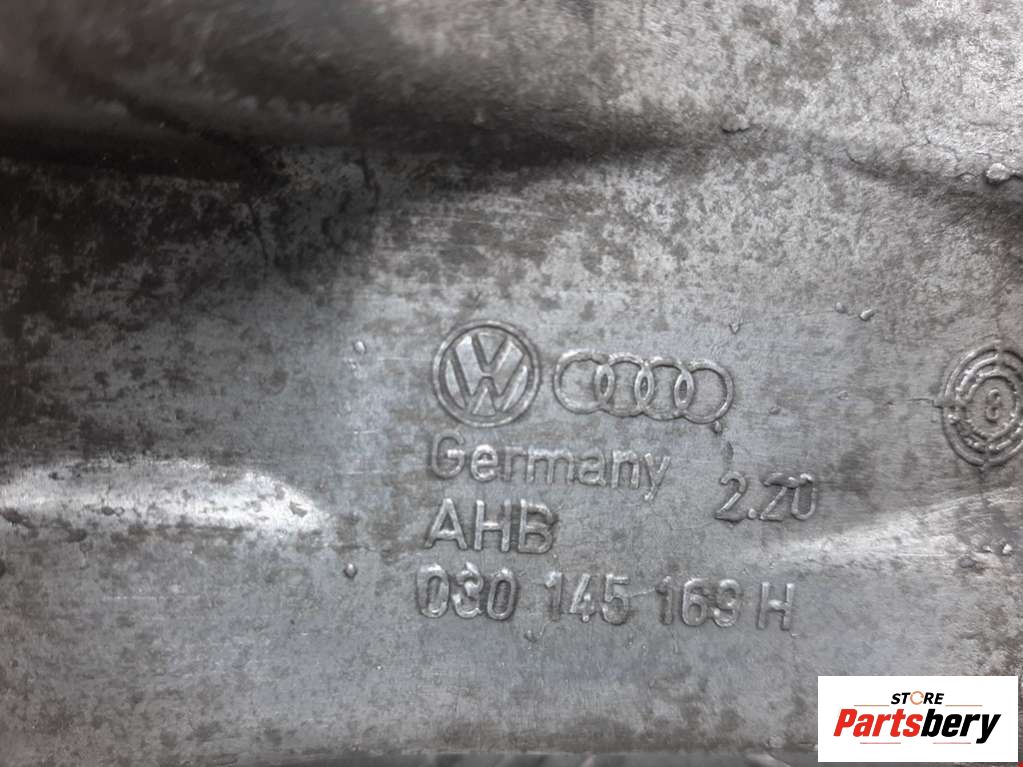 Germany
2.20
AHB
030 145 169 H
STORE
Partsbery